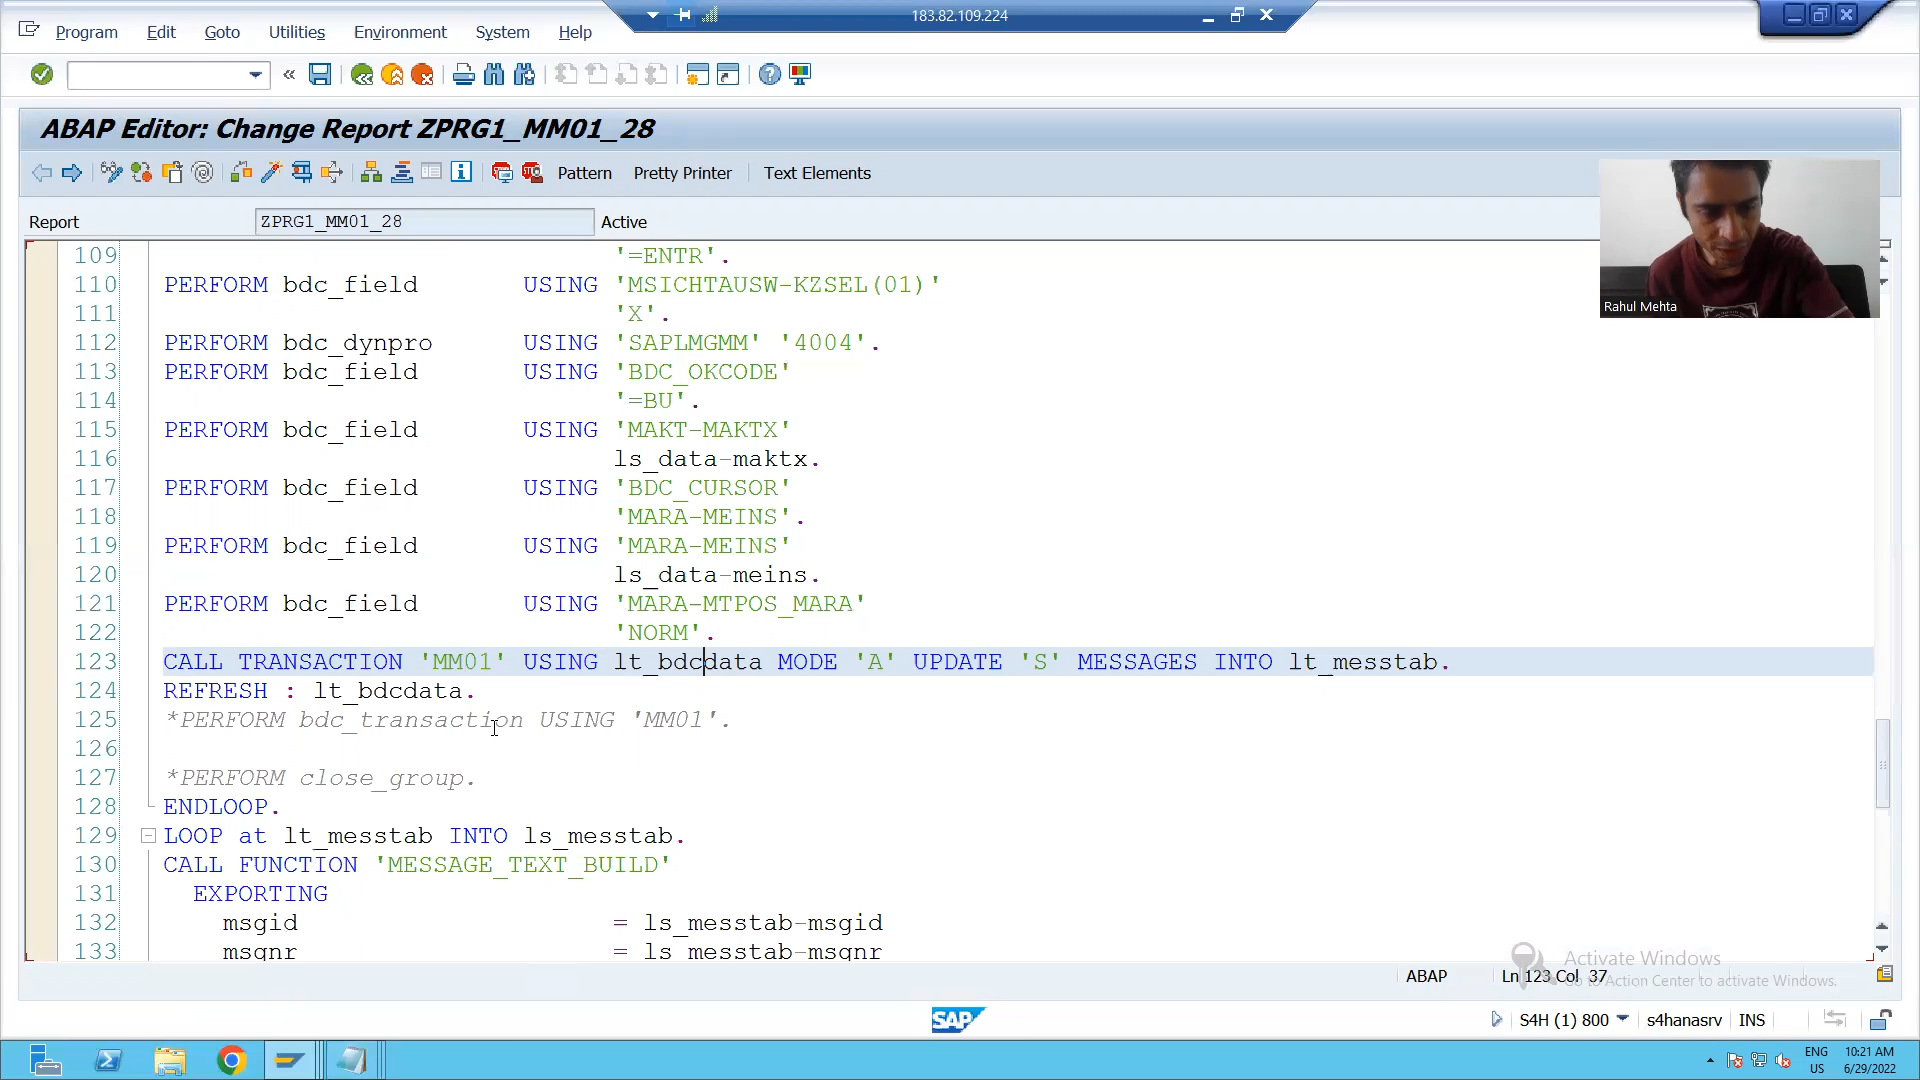 183.82.109.224
Program Edit Goto Utilities Environment System Help
ABAP Editor: Change Report ZPRG1_MM01_28
Pattern Pretty Printer Text Elements
Report ZPRG1_MM01_28 Active
Rahul Mehta
109 '=ENTR'.
110 PERFORM bdc_field USING 'MSICHTAUSW-KZSEL(01)'
111 'X'.
112 PERFORM bdc_dynpro USING 'SAPLMGMM' '4004'.
113 PERFORM bdc_field USING 'BDC_OKCODE'
114 '=BU'.
115 PERFORM bdc_field USING 'MAKT-MAKTX'
116 ls_data-maktx.
117 PERFORM bdc_field USING 'BDC_CURSOR'
118 'MARA-MEINS'.
119 PERFORM bdc_field USING 'MARA-MEINS'
120 ls_data-meins.
121 PERFORM bdc_field USING 'MARA-MTPOS_MARA'
122 'NORM'.
123 CALL TRANSACTION 'MM01' USING lt_bdcdata MODE 'A' UPDATE 'S' MESSAGES INTO lt_messtab.
124 REFRESH : lt_bdcdata.
125 *PERFORM bdc_transaction USING 'MM01'.
126
127 *PERFORM close_group.
128 ENDLOOP.
129 LOOP at lt_messtab INTO ls_messtab.
130 CALL FUNCTION 'MESSAGE_TEXT_BUILD'
131 EXPORTING
132 msgid = ls_messtab-msgid
133 msgnr = ls_messtab-msgnr
Activate Windows
Go to Action Center to activate Windows.
ABAP Ln 123 Col 37
SAP
S4H (1) 800 s4hanasrv INS
ENG 10:21 AM
US 6/29/2022